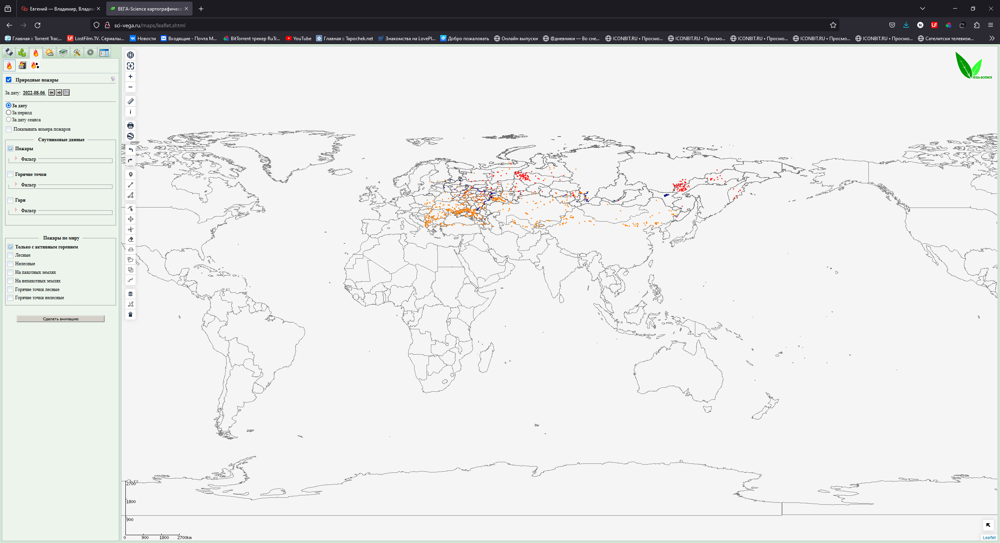 Евгений — Владимир, Владим
ВЕГА-Science картографическ
sci-vega.ru/maps/leaflet.shtml
Главная :: Torrent Trac...
LostFilm.TV. Сериалы...
Новости
Входящие - Почта M...
BitTorrent трекер RuTr...
YouTube
Главная :: Tapochek.net
Знакомства на LovePl...
Добро пожаловать
Онлайн выпуски
@дневники — Во сне...
ICONBIT.RU • Просмо...
ICONBIT.RU • Просмо...
ICONBIT.RU • Просмо...
ICONBIT.RU • Просмо...
ICONBIT.RU • Просмо...
Сателитски телевизи...
Природные пожары
За дату: 2022-08-06
За дату
За период
За дату сеанса
Показывать номера пожаров
Спутниковые данные
Пожары
Фильтр
Горячие точки
Фильтр
Гари
Фильтр
Пожары по миру
Только с активным горением
Лесные
Нелесные
На пахотных землях
На непахотных землях
Горячие точки лесные
Горячие точки нелесные
Сделать анимацию
VEGA-SCIENCE
2700
1800
900
0 900 1800 2700km
Leaflet